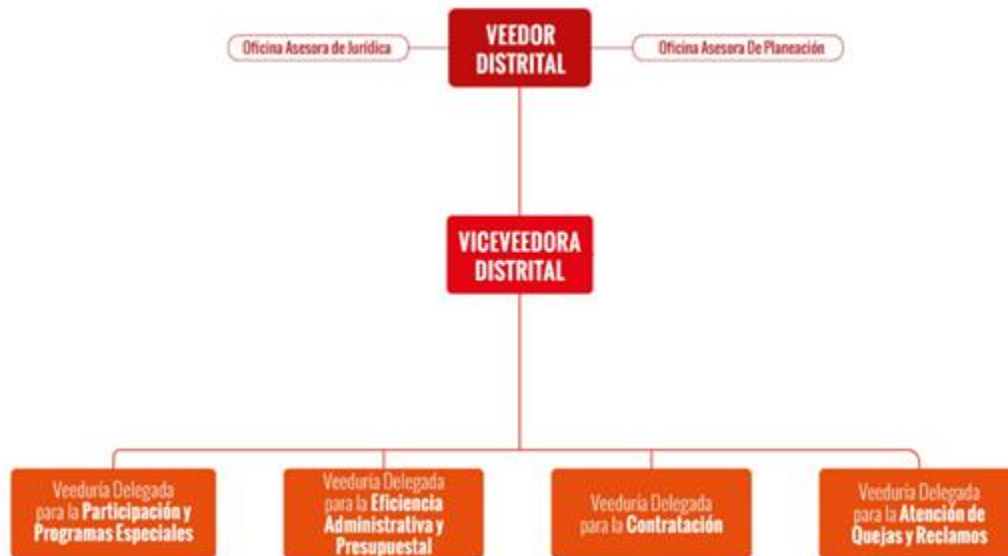 Oficina Asesora de Jurídica
VEEDOR
DISTRITAL
Oficina Asesora De Planeación
VICEVEEDORA
DISTRITAL
Veeduría Delegada
para la Participación y
Programas Especiales
Veeduría Delegada
para la Eficiencia
Administrativa y
Presupuestal
Veeduría Delegada
para la Contratación
Veeduría Delegada
para la Atención de
Quejas y Reclamos